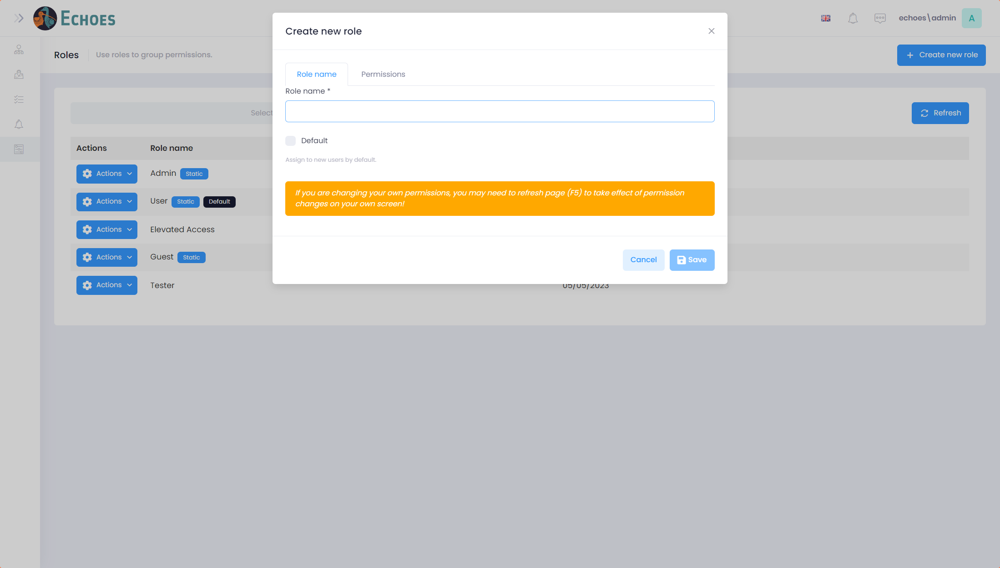 ECHOES
echoes\admin
A
Roles
Use roles to group permissions.
Create new role
Select
Refresh
Actions
Role name
Actions
Admin
Static
Actions
User
Static
Default
Actions
Elevated Access
Actions
Guest
Static
Actions
Tester
05/05/2023
Create new role
Role name
Permissions
Role name *
Default
Assign to new users by default.
If you are changing your own permissions, you may need to refresh page (F5) to take effect of permission
changes on your own screen!
Cancel
Save